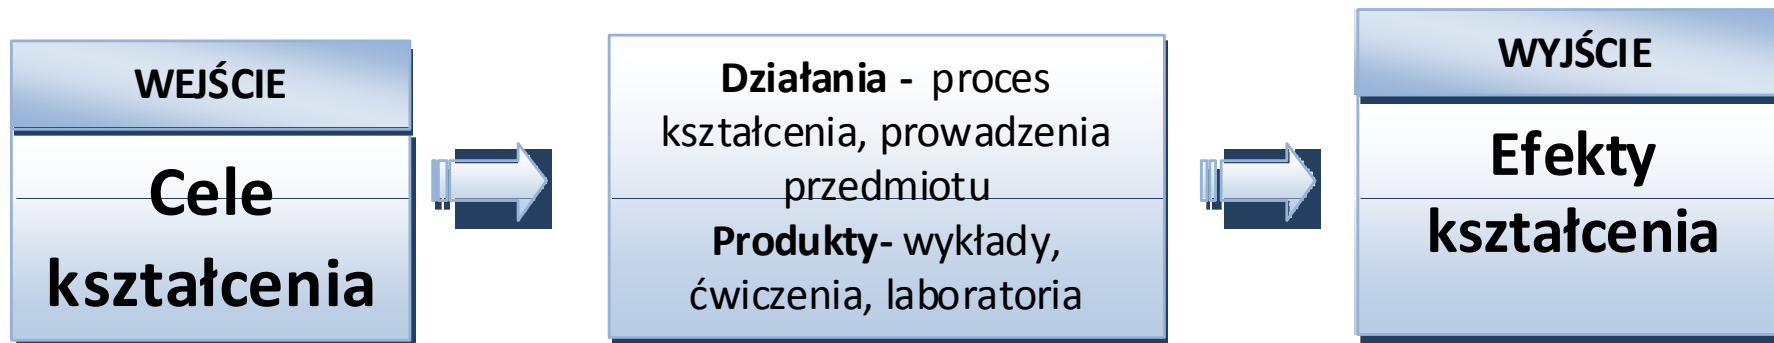 WEJŚCIE
Cele
kształcenia
Działania - proces
kształcenia, prowadzenia
przedmiotu
Produkty- wykłady,
ćwiczenia, laboratoria
WYJŚCIE
Efekty
kształcenia